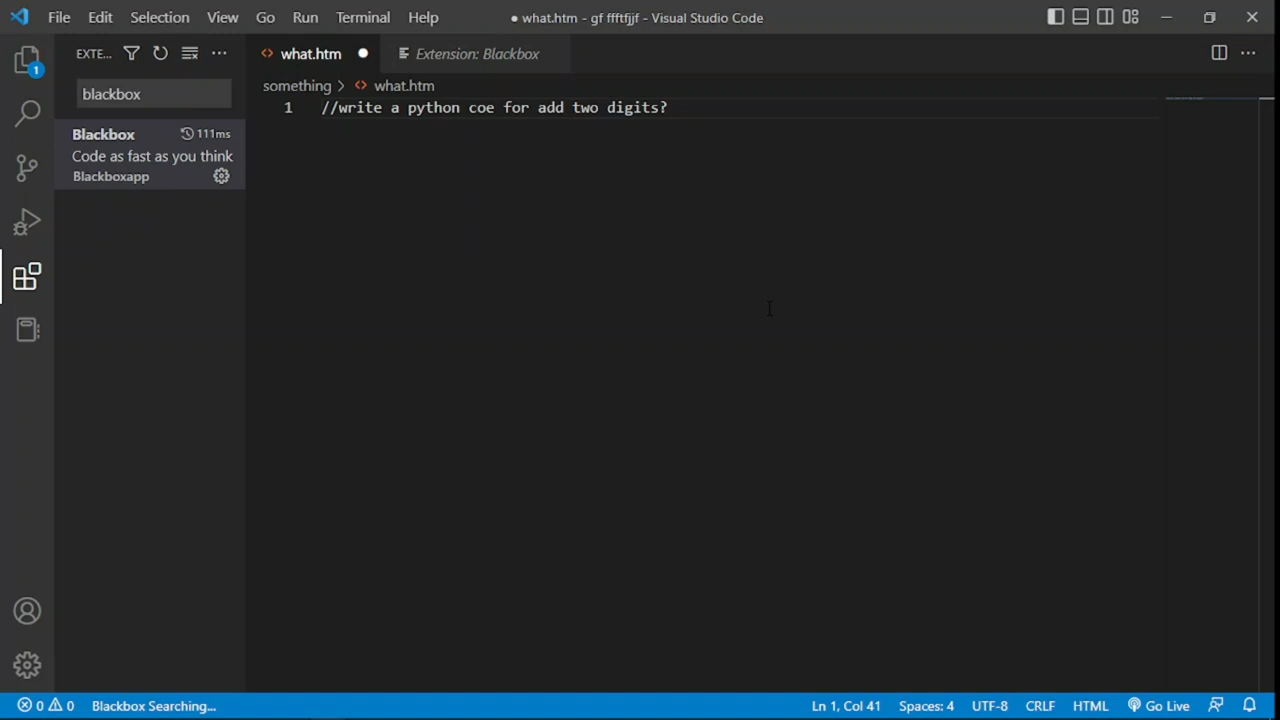 File Edit Selection View Go Run Terminal Help ● what.htm - gf ffftfjjf - Visual Studio Code
EXTE... what.htm ● Extension: Blackbox
something > what.htm
blackbox
1 //write a python coe for add two digits?
Blackbox 111ms
Code as fast as you think
Blackboxapp
1
0 0 Blackbox Searching... Ln 1, Col 41 Spaces: 4 UTF-8 CRLF HTML Go Live